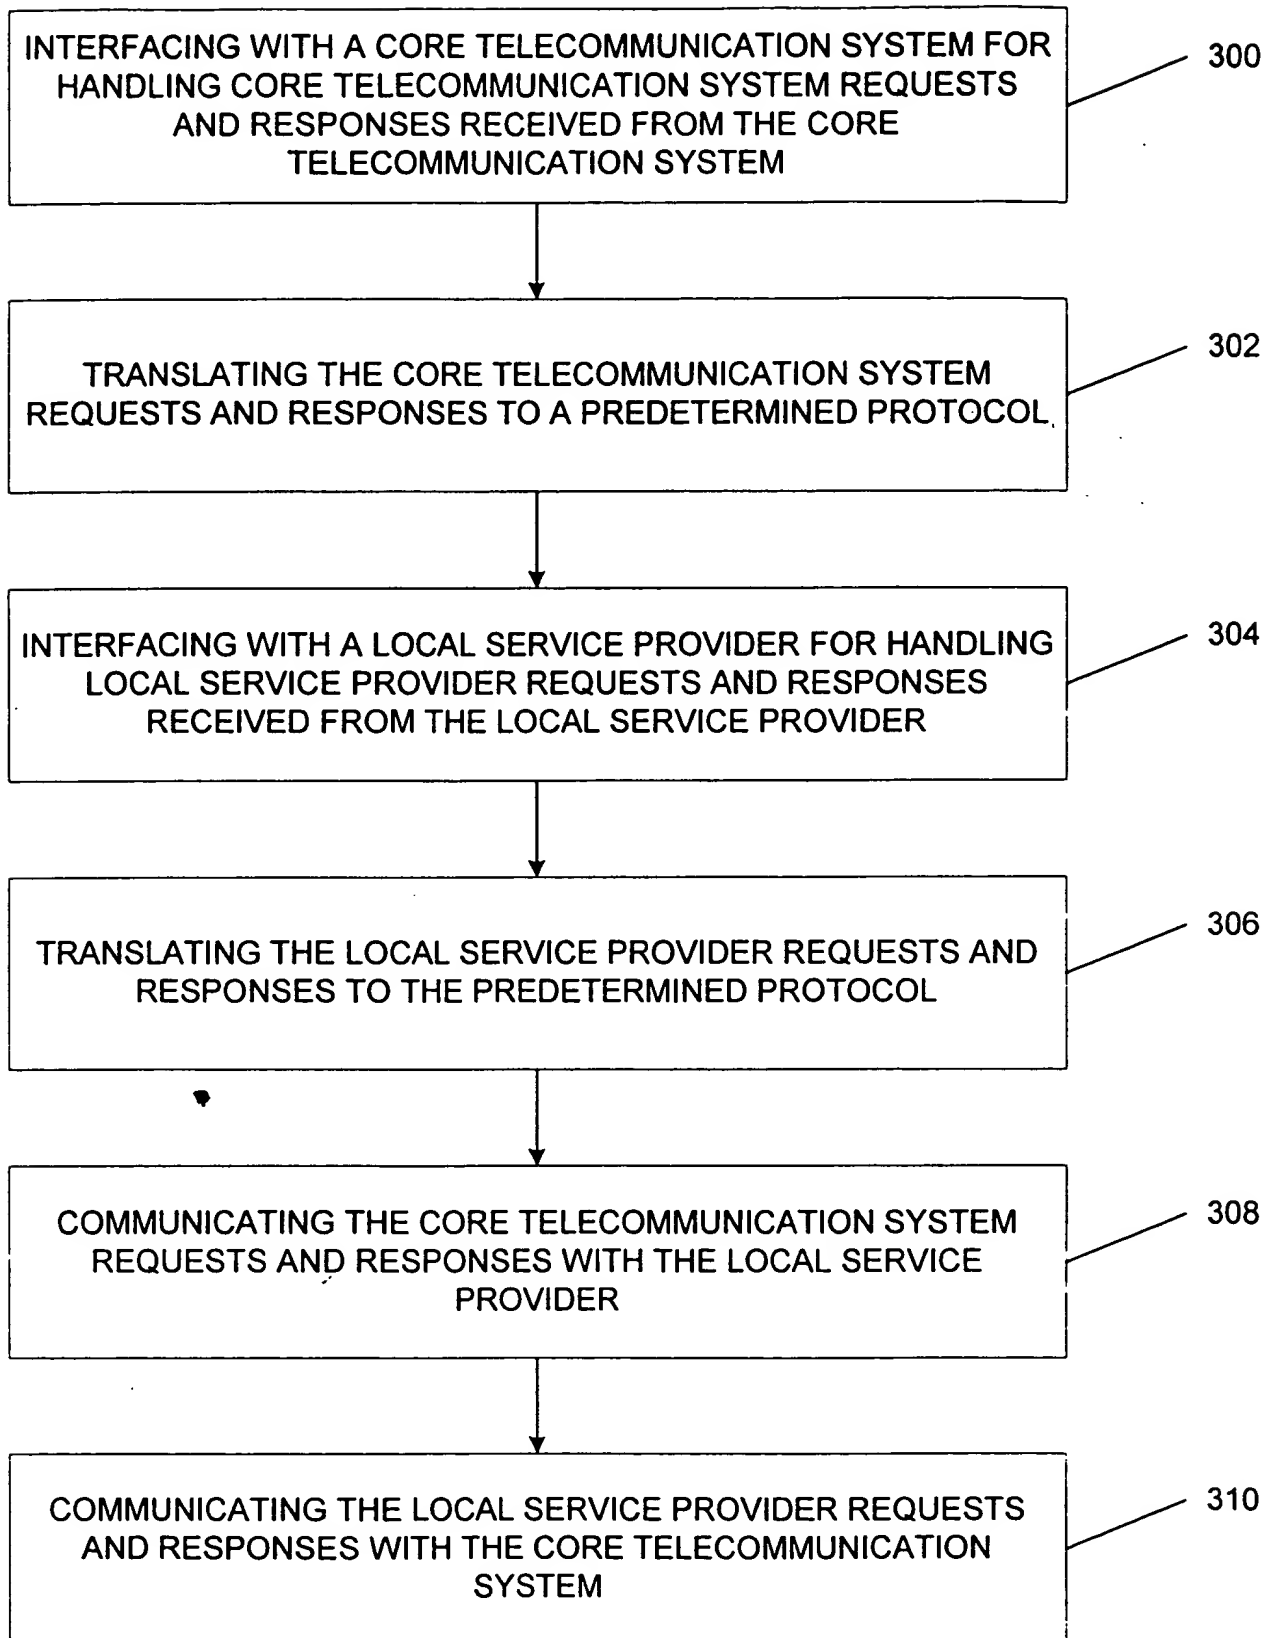 INTERFACING WITH A CORE TELECOMMUNICATION SYSTEM FOR
HANDLING CORE TELECOMMUNICATION SYSTEM REQUESTS
AND RESPONSES RECEIVED FROM THE CORE
TELECOMMUNICATION SYSTEM
300
TRANSLATING THE CORE TELECOMMUNICATION SYSTEM
REQUESTS AND RESPONSES TO A PREDETERMINED PROTOCOL
302
INTERFACING WITH A LOCAL SERVICE PROVIDER FOR HANDLING
LOCAL SERVICE PROVIDER REQUESTS AND RESPONSES
RECEIVED FROM THE LOCAL SERVICE PROVIDER
304
TRANSLATING THE LOCAL SERVICE PROVIDER REQUESTS AND
RESPONSES TO THE PREDETERMINED PROTOCOL
306
COMMUNICATING THE CORE TELECOMMUNICATION SYSTEM
REQUESTS AND RESPONSES WITH THE LOCAL SERVICE
PROVIDER
308
COMMUNICATING THE LOCAL SERVICE PROVIDER REQUESTS
AND RESPONSES WITH THE CORE TELECOMMUNICATION
SYSTEM
310